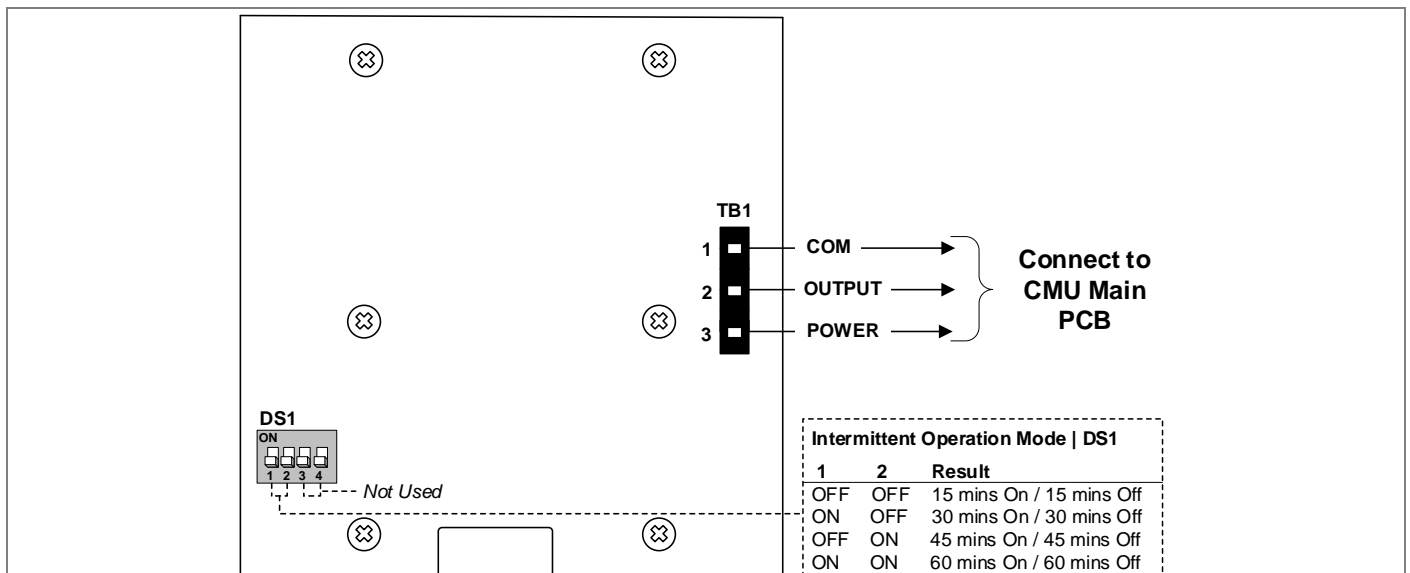 TB1
1 COM
2 OUTPUT
3 POWER
Connect to
CMU Main
PCB
DS1
ON
1 2 3 4
Not Used
Intermittent Operation Mode | DS1
1 2 Result
OFF OFF 15 mins On / 15 mins Off
ON OFF 30 mins On / 30 mins Off
OFF ON 45 mins On / 45 mins Off
ON ON 60 mins On / 60 mins Off